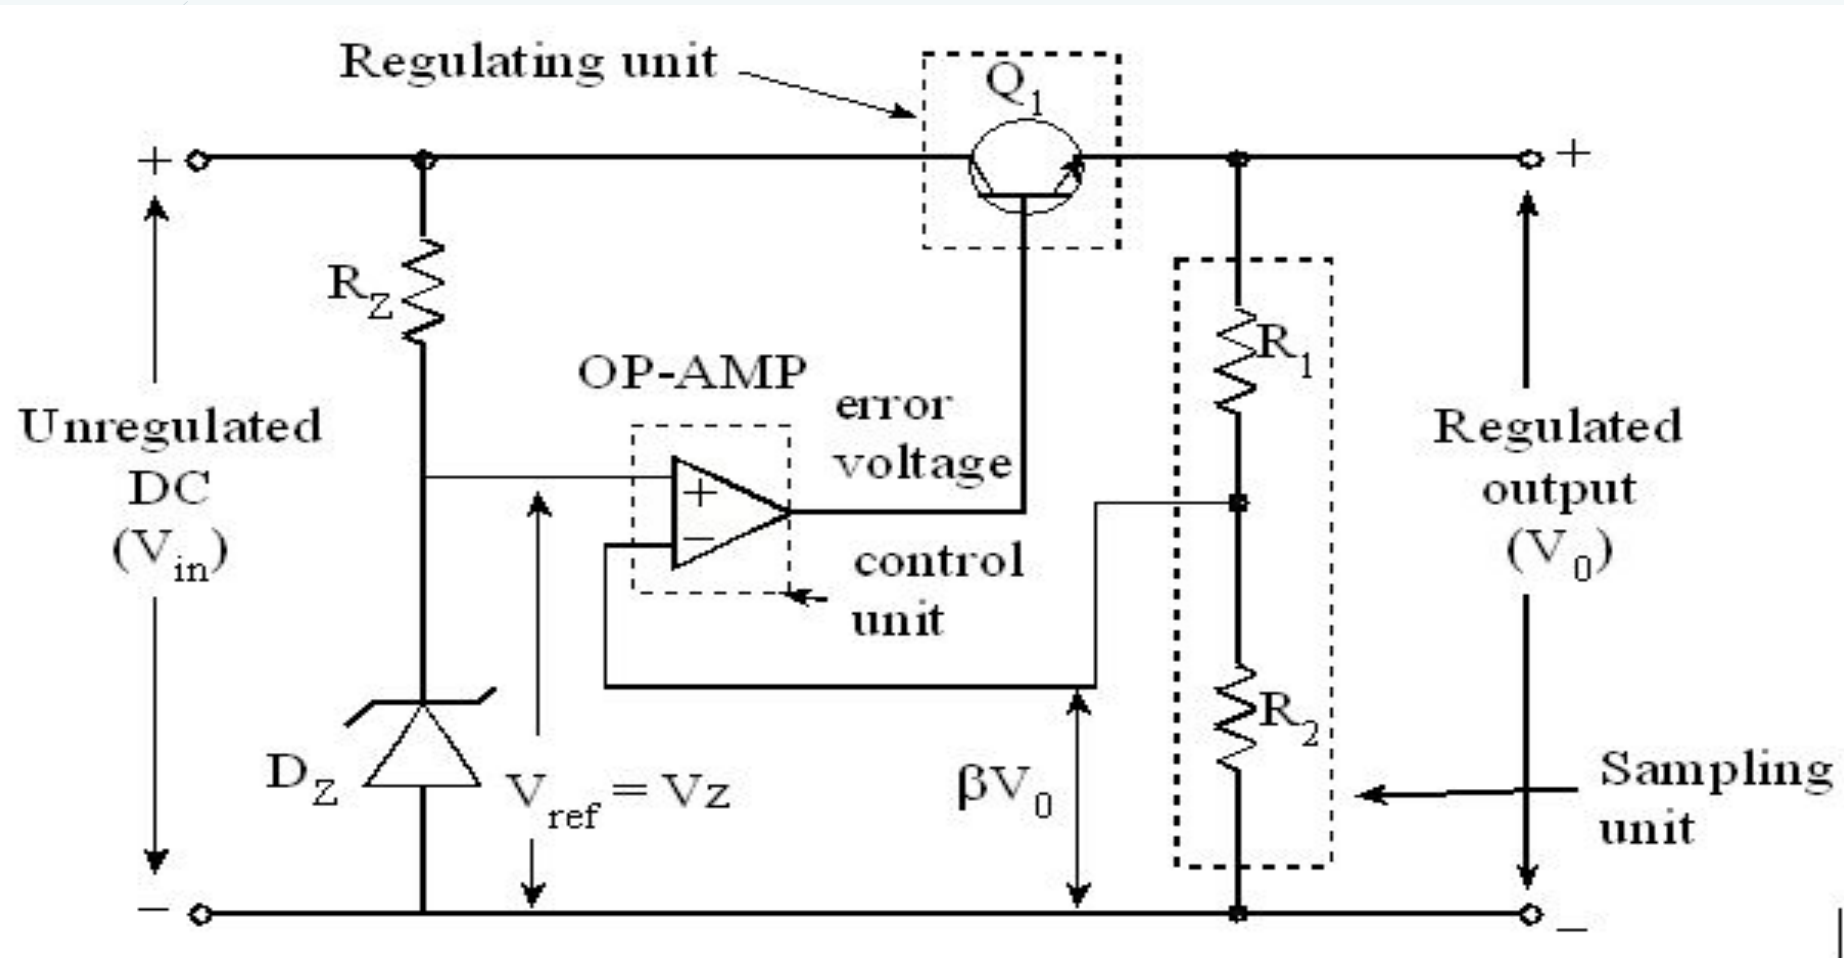 Regulating unit
Q1
+
+
RZ
R1
OP-AMP
error
voltage
+
−
Unregulated
DC
(Vin)
Regulated
output
(V0)
control
unit
R2
DZ
Vref = VZ
βV0
Sampling
unit
−
−